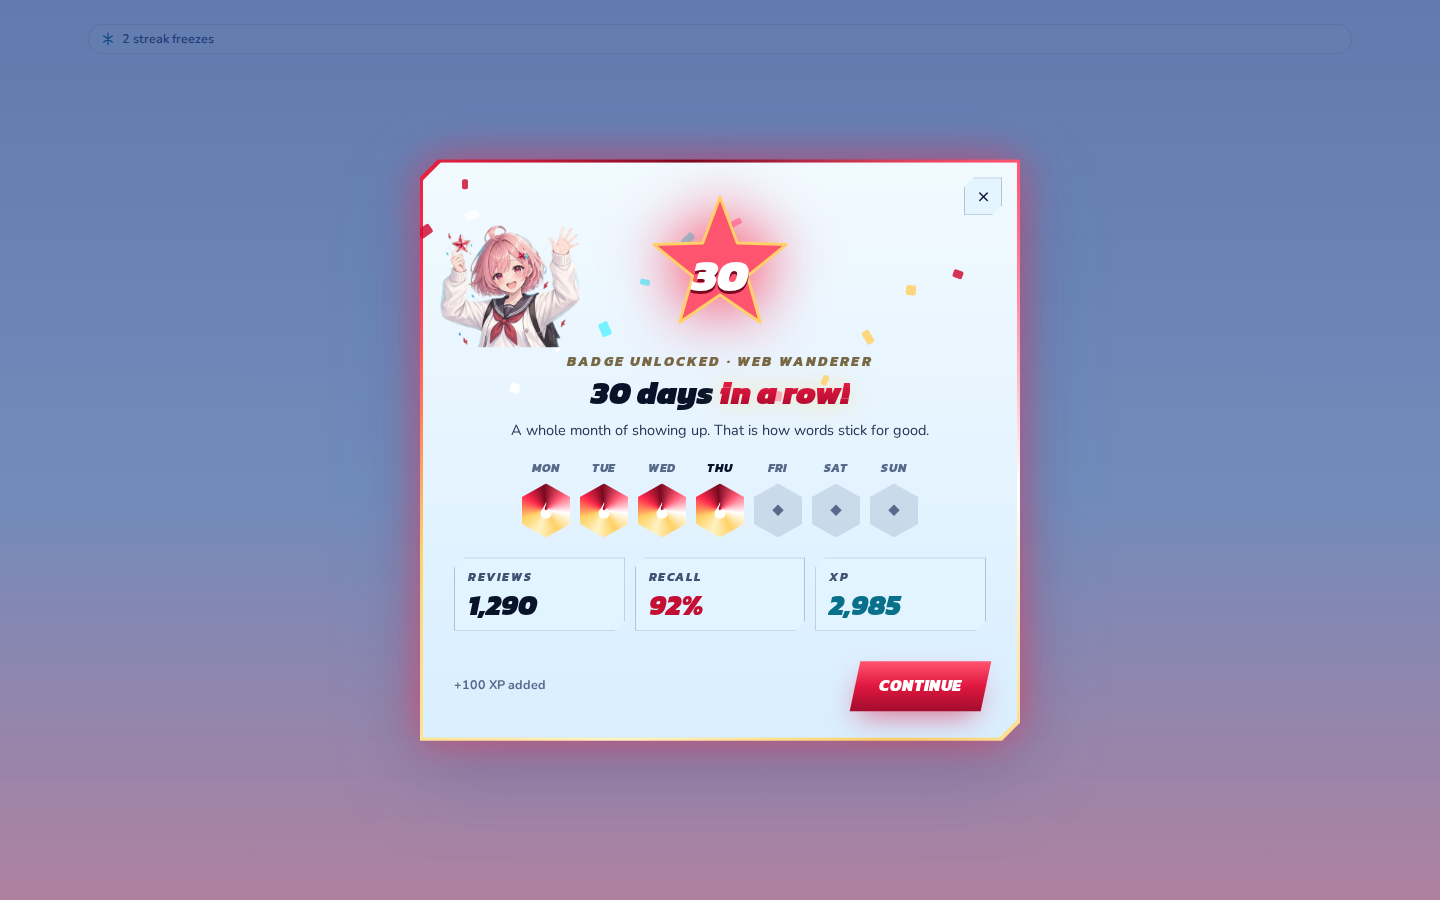 2 streak freezes
×
30
BADGE UNLOCKED · WEB WANDERER
30 days in a row!
A whole month of showing up. That is how words stick for good.
MON TUE WED THU FRI SAT SUN
REVIEWS RECALL XP
1,290 92% 2,985
+100 XP added CONTINUE